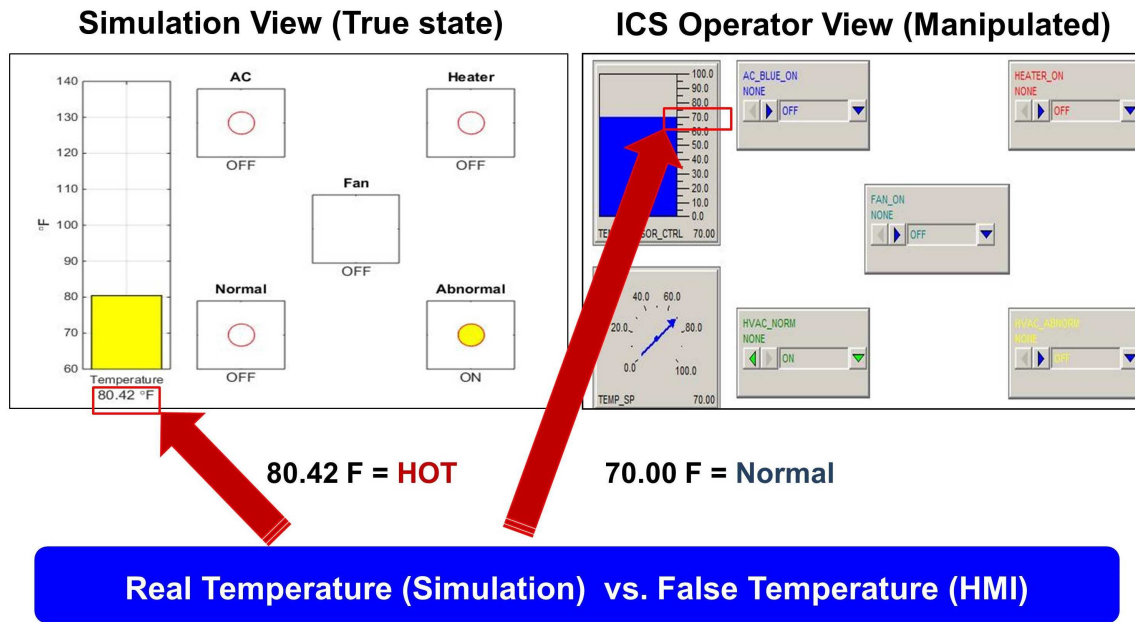 Simulation View (True state)
ICS Operator View (Manipulated)
140
130
120
110
100
90
80
70
60
°F
Temperature
80.42 °F
AC
OFF
Heater
OFF
Fan
OFF
Normal
OFF
Abnormal
ON
100.0
90.0
80.0
70.0
60.0
50.0
40.0
30.0
20.0
10.0
0.0
70.00
AC_BLUE_ON
NONE
OFF
HEATER_ON
NONE
OFF
FAN_ON
NONE
OFF
0.0
20.0
40.0
60.0
80.0
100.0
TEMP_SP 70.00
HVAC_NORM
NONE
ON
HVAC_ABNORM
NONE
OFF
80.42 F = HOT
70.00 F = Normal
Real Temperature (Simulation) vs. False Temperature (HMI)